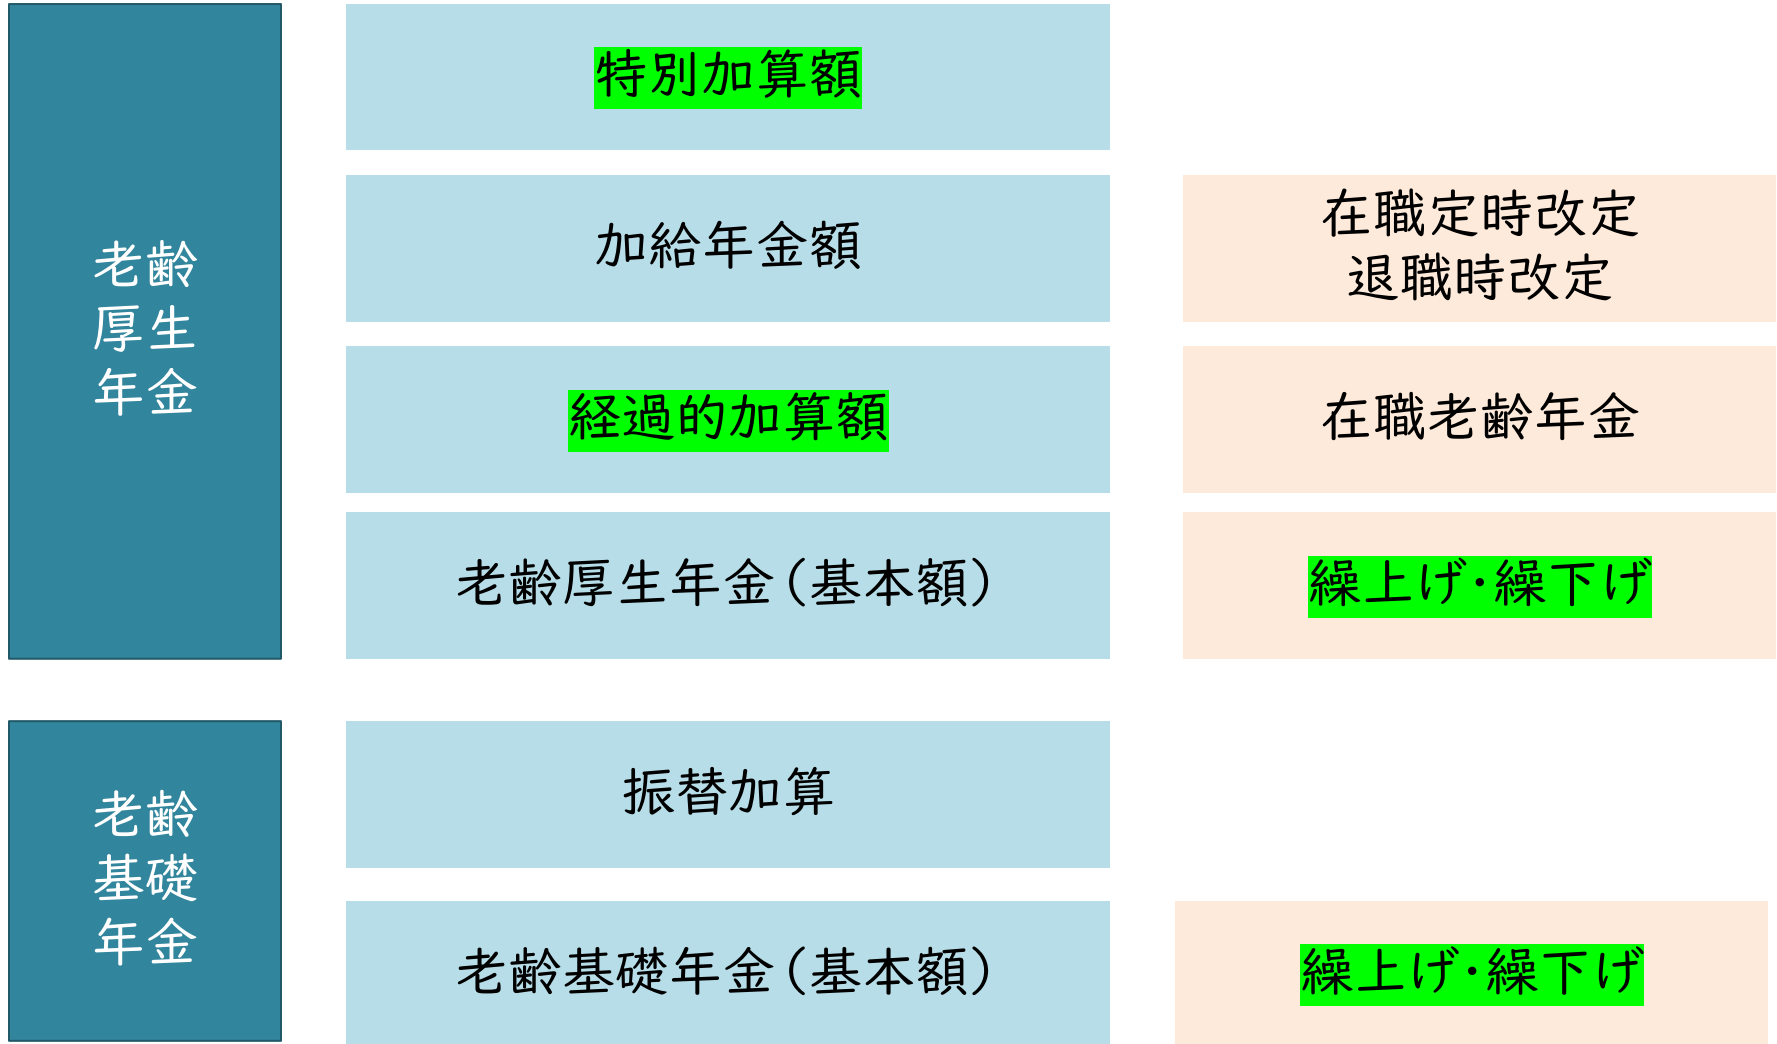 老齢
厚生
年金
特別加算額
加給年金額
経過的加算額
老齢厚生年金(基本額)
在職定時改定
退職時改定
在職老齢年金
繰上げ・繰下げ
老齢
基礎
年金
振替加算
老齢基礎年金(基本額)
繰上げ・繰下げ